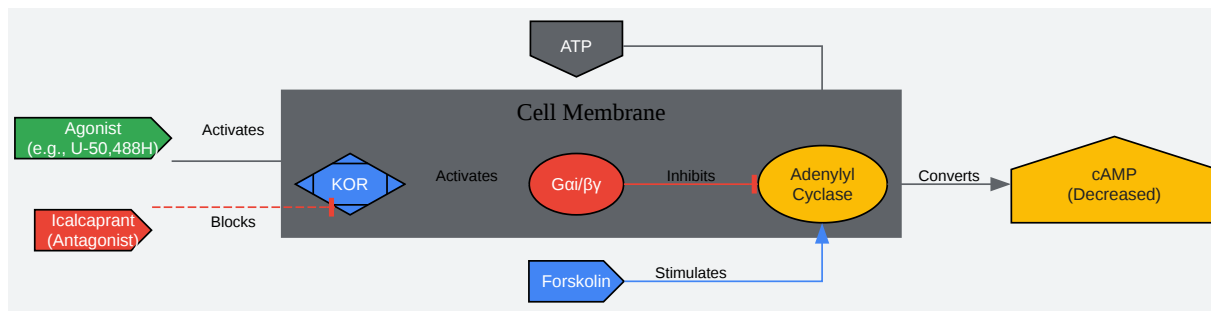 ATP
Cell Membrane
Agonist
(e.g., U-50,488H)
Activates
KOR
Activates
Gαi/βγ
Inhibits
Adenylyl
Cyclase
Converts
cAMP
(Decreased)
Icalcaprant
(Antagonist)
Blocks
Forskolin
Stimulates